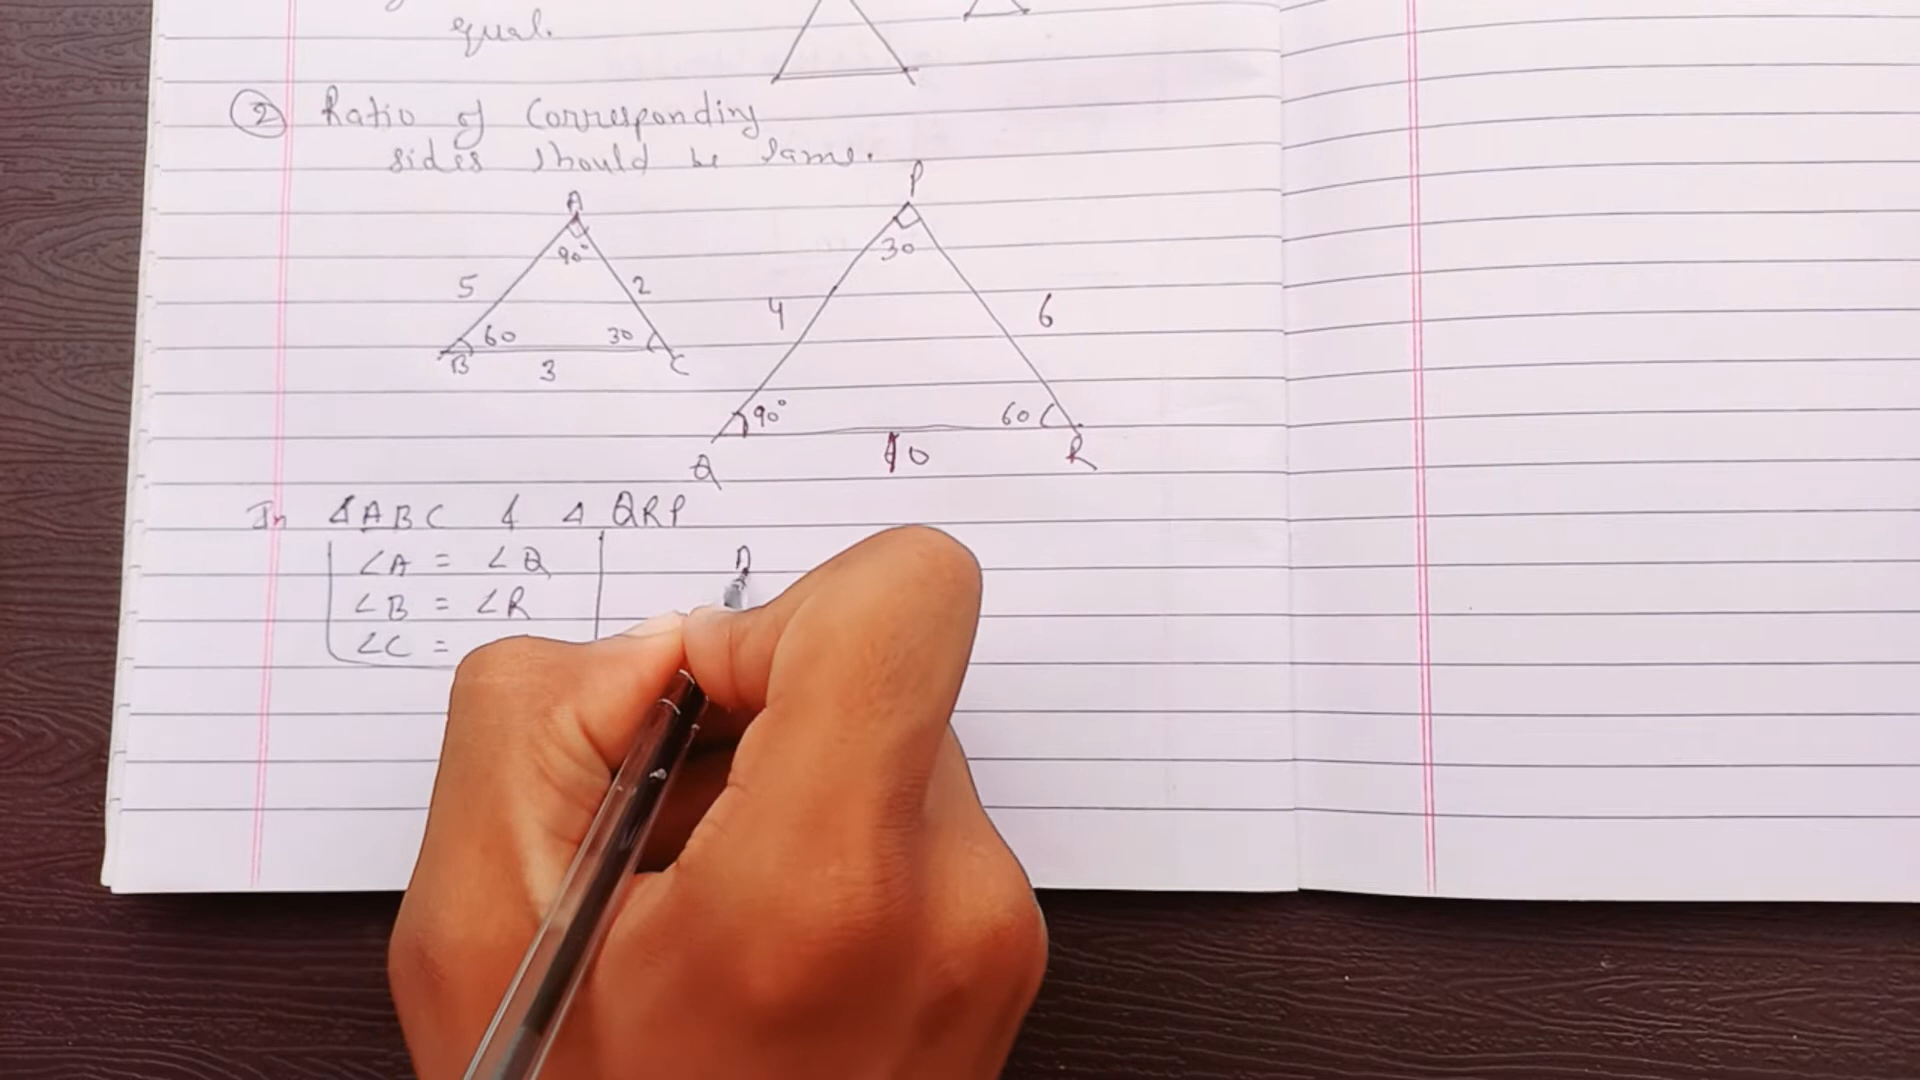 equal.
② Ratio of Corresponding
sides should be same.
A
P
90°
30
5
2
4
6
60
30
B
3
C
90°
60
10
Q
R
In △ABC & △ QRP
∠A = ∠Q
∠B = ∠R
∠C =